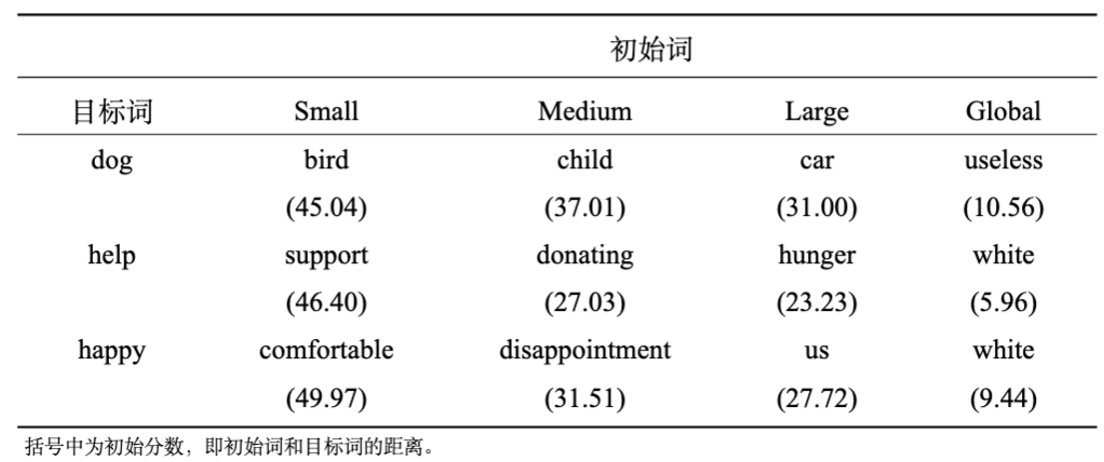 初始词
目标词 Small Medium Large Global
dog bird child car useless
(45.04) (37.01) (31.00) (10.56)
help support donating hunger white
(46.40) (27.03) (23.23) (5.96)
happy comfortable disappointment us white
(49.97) (31.51) (27.72) (9.44)
括号中为初始分数，即初始词和目标词的距离。